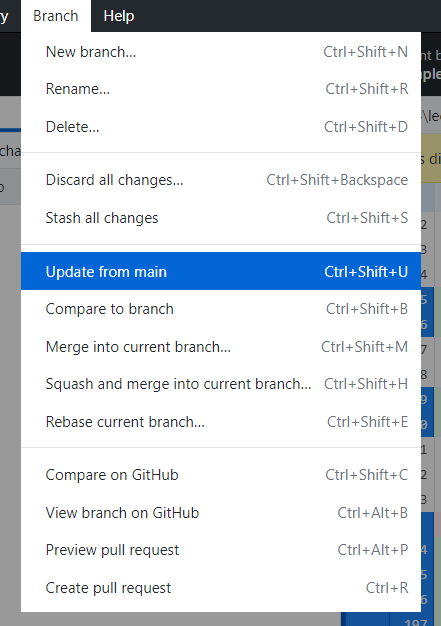 Branch Help
New branch... Ctrl+Shift+N
Rename... Ctrl+Shift+R
Delete... Ctrl+Shift+D
Discard all changes... Ctrl+Shift+Backspace
Stash all changes Ctrl+Shift+S
Update from main Ctrl+Shift+U
Compare to branch Ctrl+Shift+B
Merge into current branch... Ctrl+Shift+M
Squash and merge into current branch... Ctrl+Shift+H
Rebase current branch... Ctrl+Shift+E
Compare on GitHub Ctrl+Shift+C
View branch on GitHub Ctrl+Alt+B
Preview pull request Ctrl+Alt+P
Create pull request Ctrl+R
197